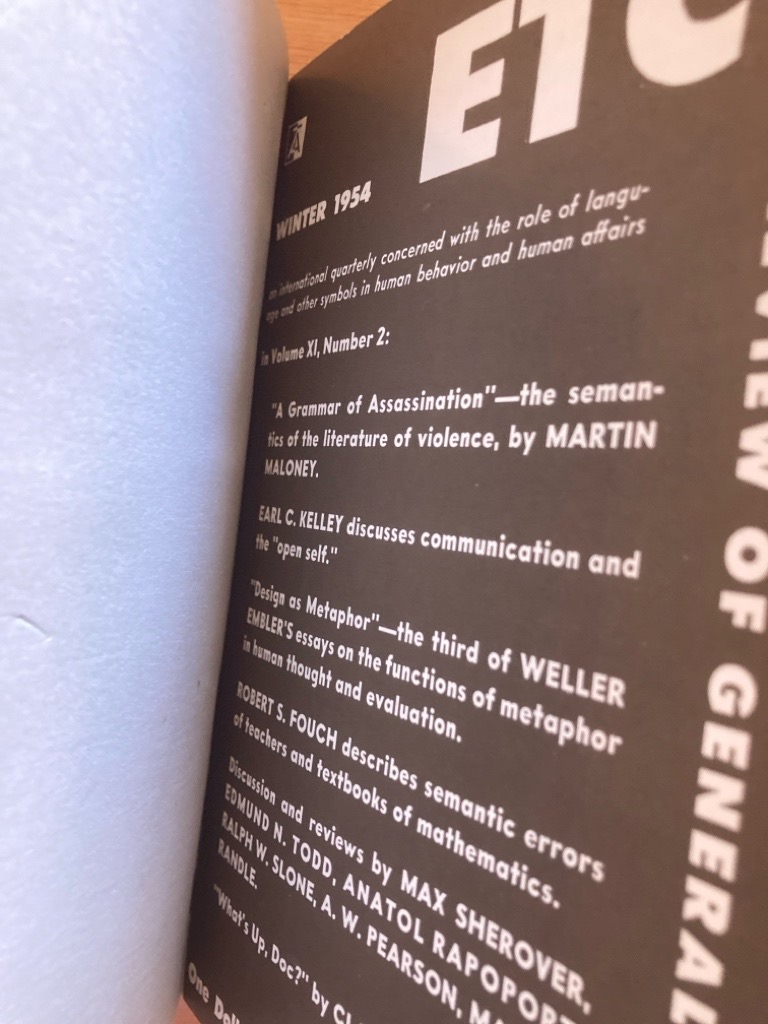 ETC
WINTER 1954
an international quarterly concerned with the role of langu-
age and other symbols in human behavior and human affairs
in Volume XI, Number 2:
"A Grammar of Assassination"—the seman-
tics of the literature of violence, by MARTIN
MALONEY.
EARL C. KELLEY discusses communication and
the "open self."
"Design as Metaphor"—the third of WELLER
EMBLER'S essays on the functions of metaphor
in human thought and evaluation.
ROBERT S. FOUCH describes semantic errors
of teachers and textbooks of mathematics.
Discussion and reviews by MAX SHEROVER,
EDMUND N. TODD, ANATOL RAPOPORT
RALPH W. SLONE, A. W. PEARSON,
RANDLE.
"What's Up, Doc?" by
One
OF GENERAL